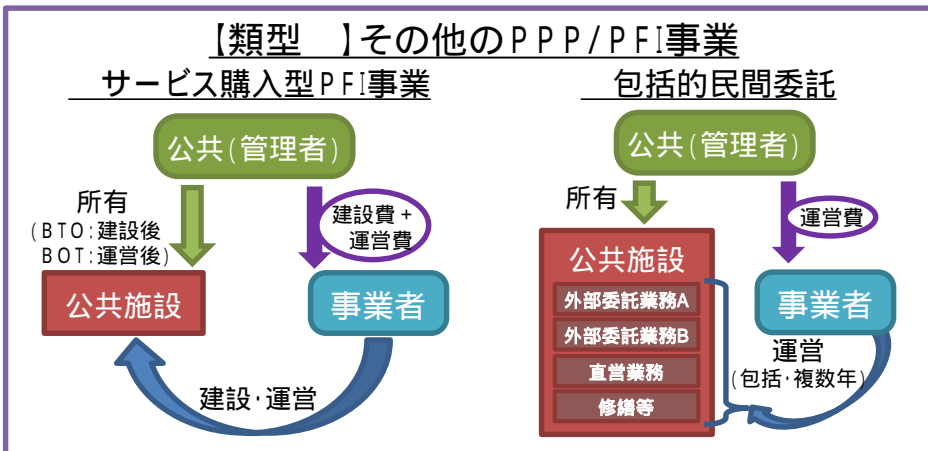 【類型　】その他のPPP/PFI事業
サービス購入型PFI事業
公共(管理者)
所有
(BTO:建設後
BOT:運営後)
建設費+
運営費
公共施設
事業者
建設・運営
包括的民間委託
公共(管理者)
所有
運営費
公共施設
外部委託業務A
外部委託業務B
直営業務
修繕等
事業者
運営
(包括・複数年)